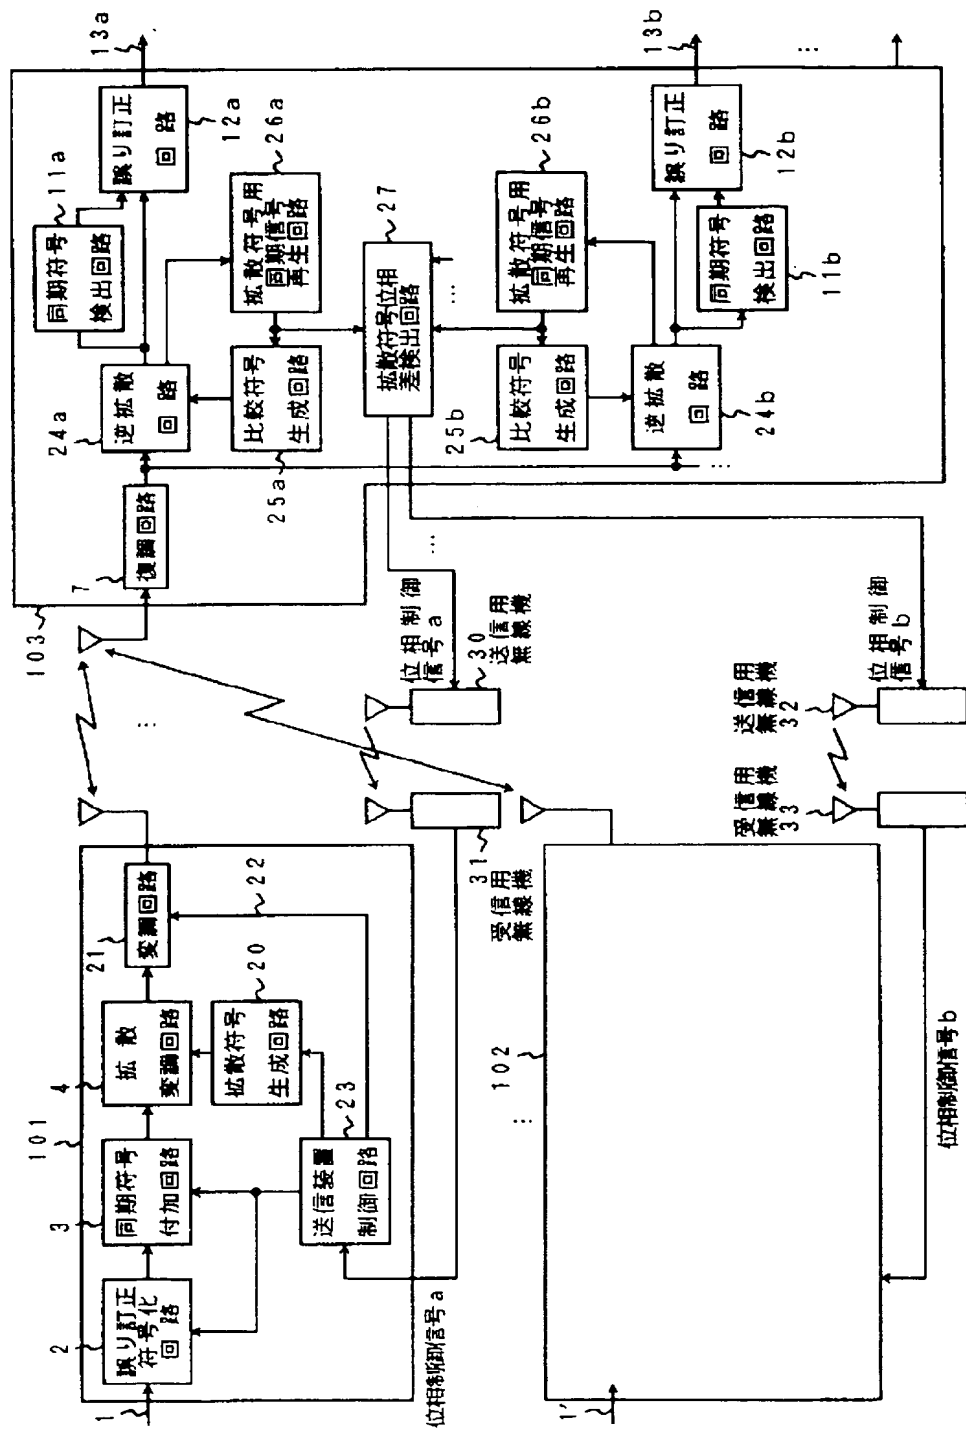 101
1
誤り訂正
符号化
回路
2
同期符号
付加回路
3
拡散
変調回路
4
変調回路
21
22
拡散符号
生成回路
20
送信装置
制御回路
23
位相制御信号a
103
復調回路
7
逆拡散
回路
24a
同期符号
検出回路
11a
誤り訂正
回路
12a
13a
比較符号
生成回路
25a
拡散符号用
同期信号
再生回路
26a
拡散符号位相
差検出回路
27
比較符号
生成回路
25b
拡散符号用
同期信号
再生回路
26b
逆拡散
回路
24b
同期符号
検出回路
11b
誤り訂正
回路
12b
13b
位相制御
信号a
30
送信用
無線機
31
受信用
無線機
102
1'
位相制御信号b
受信用
無線機
33
送信用
無線機
32
位相制御
信号b